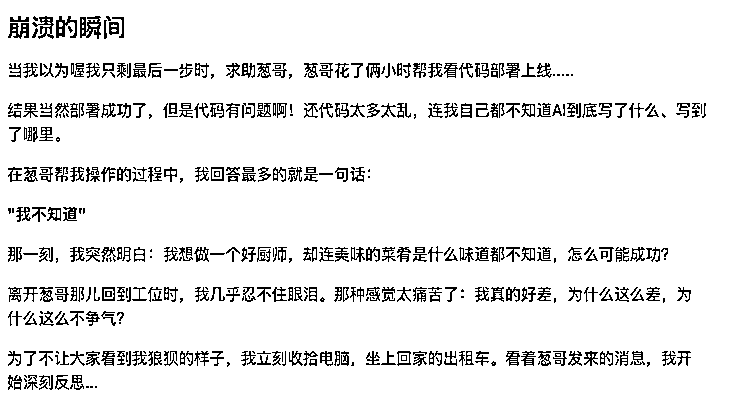 崩溃的瞬间
当我以为喔我只剩最后一步时，求助葱哥，葱哥花了俩小时帮我看代码部署上线.....
结果当然部署成功了，但是代码有问题啊！还代码太多太乱，连我自己都不知道AI到底写了什么、写到
了哪里。
在葱哥帮我操作的过程中，我回答最多的就是一句话：
"我不知道"
那一刻，我突然明白：我想做一个好厨师，却连美味的菜肴是什么味道都不知道，怎么可能成功？
离开葱哥那儿回到工位时，我几乎忍不住眼泪。那种感觉太痛苦了：我真的好差，为什么这么差，为
什么这么不争气？
为了不让大家看到我狼狈的样子，我立刻收拾电脑，坐上回家的出租车。看着葱哥发来的消息，我开
始深刻反思...